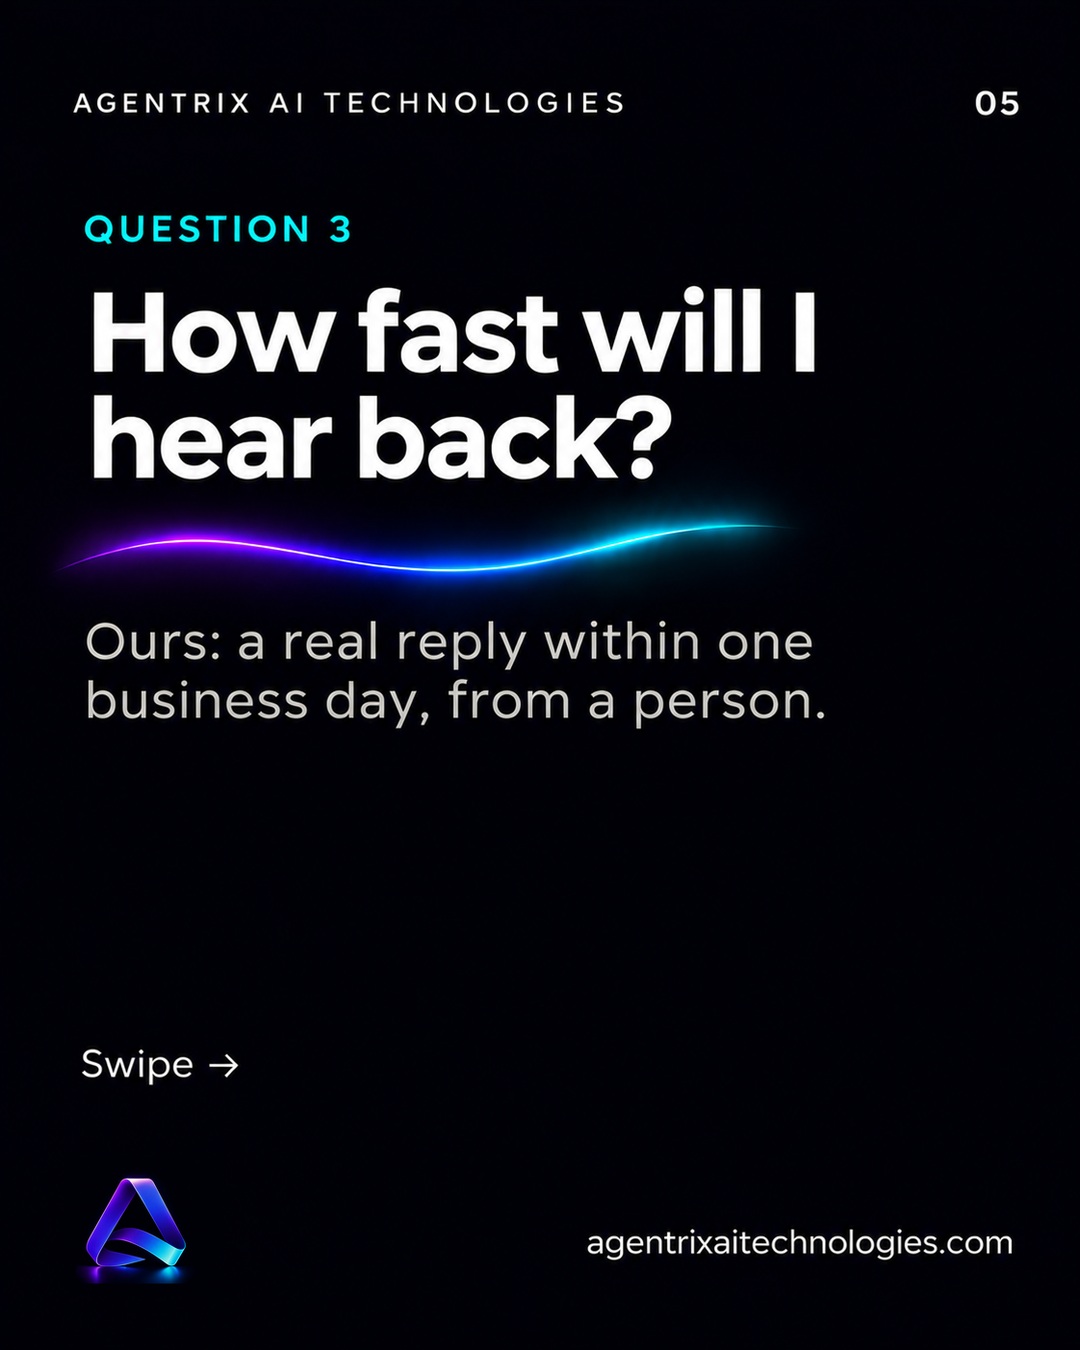 AGENTRIX AI TECHNOLOGIES
05
QUESTION 3
How fast will I
hear back?
Ours: a real reply within one
business day, from a person.
Swipe →
agentrixaitechnologies.com